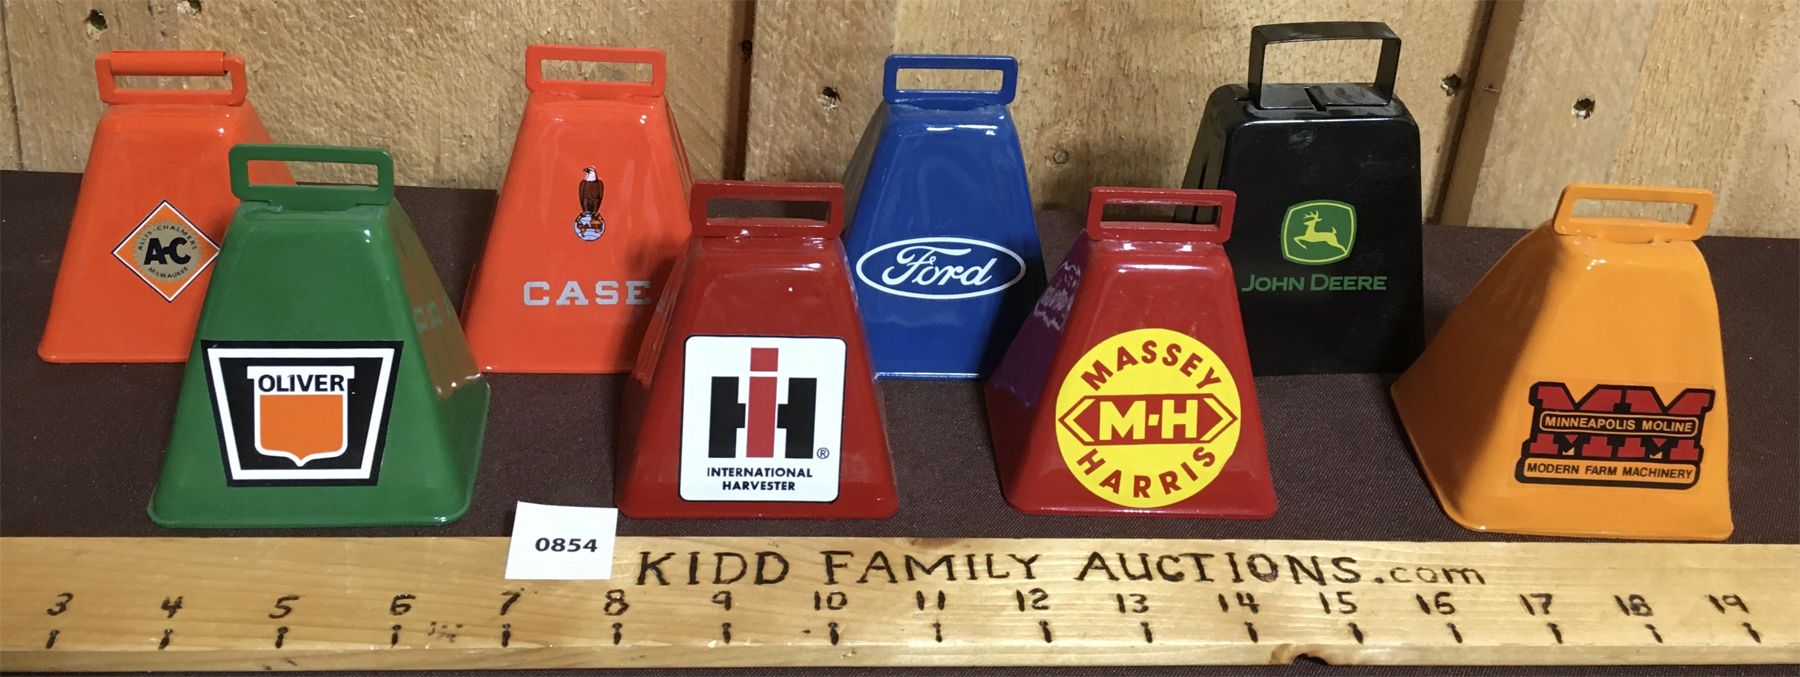 ALLIS-CHALMERS
A-C
MILWAUKEE
CASE
Ford
JOHN DEERE
OLIVER
IH
®
INTERNATIONAL
HARVESTER
MASSEY
M-H
HARRIS
MM
MINNEAPOLIS MOLINE
MODERN FARM MACHINERY
0854
KIDD FAMILY AUCTIONS.com
3 4 5 6 7 8 9 10 11 12 13 14 15 16 17 18 19